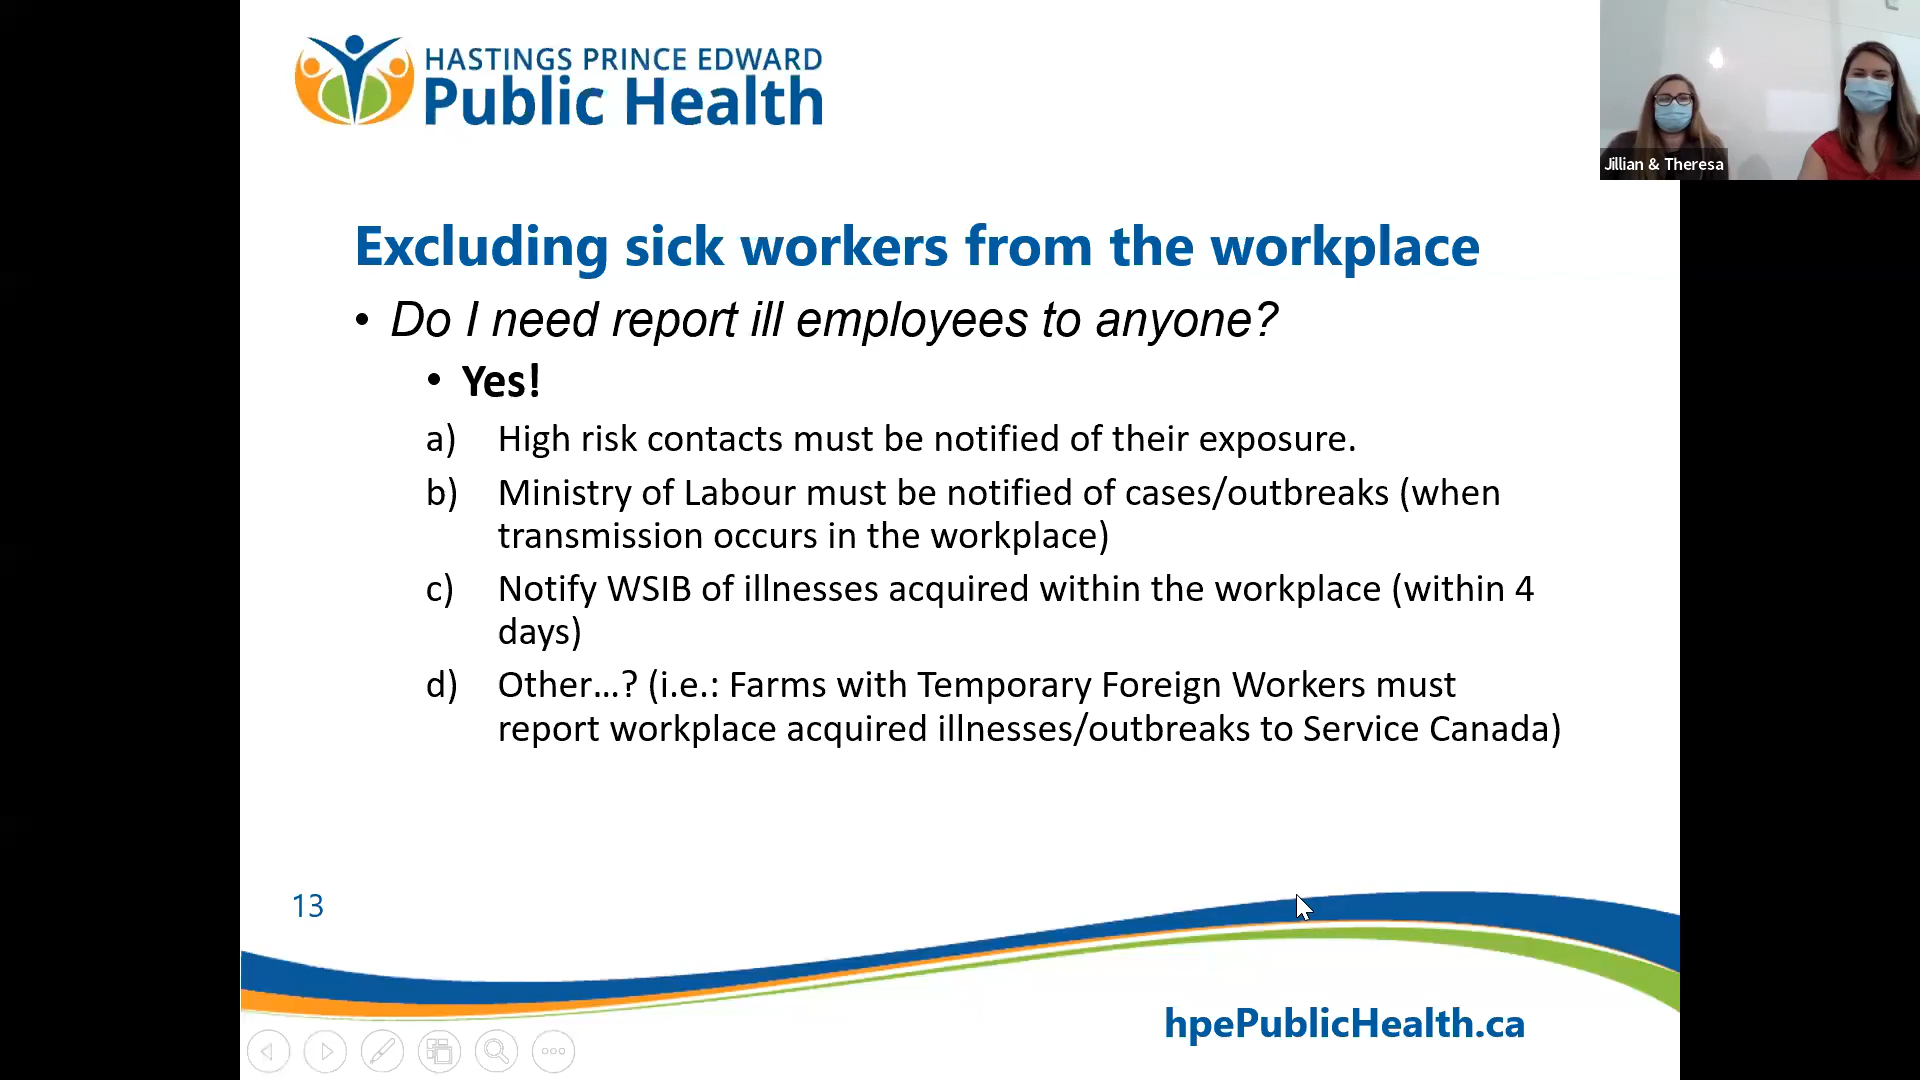 HASTINGS PRINCE EDWARD
Public Health
Jillian & Theresa
Excluding sick workers from the workplace
• Do I need report ill employees to anyone?
• Yes!
a) High risk contacts must be notified of their exposure.
b) Ministry of Labour must be notified of cases/outbreaks (when
transmission occurs in the workplace)
c) Notify WSIB of illnesses acquired within the workplace (within 4
days)
d) Other...? (i.e.: Farms with Temporary Foreign Workers must
report workplace acquired illnesses/outbreaks to Service Canada)
13
hpePublicHealth.ca